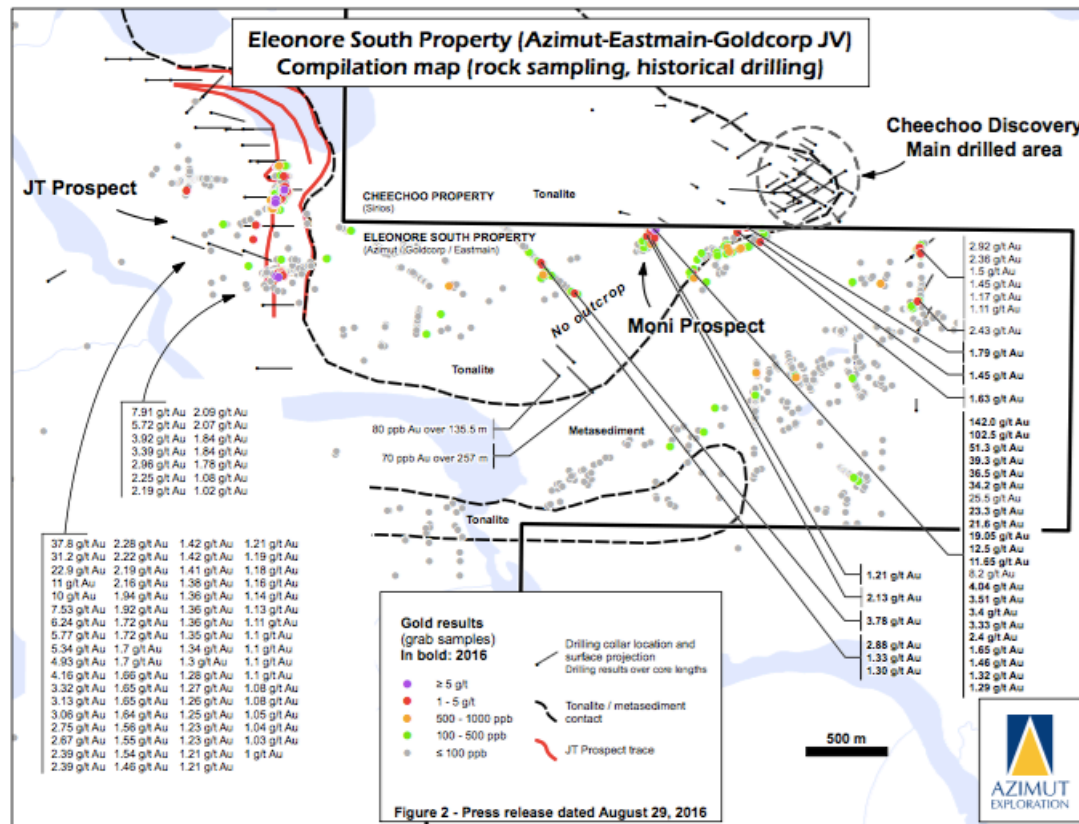 Eleonore South Property (Azimut-Eastmain-Goldcorp JV)
Compilation map (rock sampling, historical drilling)
Cheechoo Discovery
Main drilled area
JT Prospect
CHEECHOO PROPERTY
(Sirios)
Tonalite
ELEONORE SOUTH PROPERTY
(Azimut / Goldcorp / Eastmain)
No outcrop
Moni Prospect
Tonalite
80 ppb Au over 135.5 m
70 ppb Au over 257 m
Metasediment
Tonalite
2.92 g/t Au
2.36 g/t Au
1.5 g/t Au
1.45 g/t Au
1.17 g/t Au
1.11 g/t Au
2.43 g/t Au
1.79 g/t Au
1.45 g/t Au
1.63 g/t Au
142.0 g/t Au
102.5 g/t Au
51.3 g/t Au
39.3 g/t Au
36.5 g/t Au
34.2 g/t Au
25.5 g/t Au
23.3 g/t Au
21.6 g/t Au
19.05 g/t Au
12.5 g/t Au
11.65 g/t Au
8.2 g/t Au
4.04 g/t Au
3.51 g/t Au
3.4 g/t Au
3.33 g/t Au
2.4 g/t Au
1.65 g/t Au
1.46 g/t Au
1.32 g/t Au
1.29 g/t Au
7.91 g/t Au 2.09 g/t Au
5.72 g/t Au 2.07 g/t Au
3.92 g/t Au 1.84 g/t Au
3.39 g/t Au 1.84 g/t Au
2.96 g/t Au 1.78 g/t Au
2.25 g/t Au 1.08 g/t Au
2.19 g/t Au 1.02 g/t Au
37.8 g/t Au 2.28 g/t Au 1.42 g/t Au 1.21 g/t Au
31.2 g/t Au 2.22 g/t Au 1.42 g/t Au 1.19 g/t Au
22.9 g/t Au 2.19 g/t Au 1.41 g/t Au 1.18 g/t Au
11 g/t Au 2.16 g/t Au 1.38 g/t Au 1.16 g/t Au
10 g/t Au 1.94 g/t Au 1.36 g/t Au 1.14 g/t Au
7.53 g/t Au 1.92 g/t Au 1.36 g/t Au 1.13 g/t Au
6.24 g/t Au 1.72 g/t Au 1.36 g/t Au 1.11 g/t Au
5.77 g/t Au 1.72 g/t Au 1.35 g/t Au 1.1 g/t Au
5.34 g/t Au 1.7 g/t Au 1.34 g/t Au 1.1 g/t Au
4.93 g/t Au 1.7 g/t Au 1.3 g/t Au 1.1 g/t Au
4.16 g/t Au 1.66 g/t Au 1.28 g/t Au 1.1 g/t Au
3.32 g/t Au 1.65 g/t Au 1.27 g/t Au 1.08 g/t Au
3.13 g/t Au 1.65 g/t Au 1.26 g/t Au 1.08 g/t Au
3.06 g/t Au 1.64 g/t Au 1.25 g/t Au 1.05 g/t Au
2.75 g/t Au 1.56 g/t Au 1.23 g/t Au 1.04 g/t Au
2.67 g/t Au 1.55 g/t Au 1.23 g/t Au 1.03 g/t Au
2.39 g/t Au 1.54 g/t Au 1.21 g/t Au 1 g/t Au
2.39 g/t Au 1.46 g/t Au 1.21 g/t Au
1.21 g/t Au
2.13 g/t Au
3.78 g/t Au
2.88 g/t Au
1.33 g/t Au
1.30 g/t Au
Gold results
(grab samples)
In bold: 2016
≥ 5 g/t
1 - 5 g/t
500 - 1000 ppb
100 - 500 ppb
≤ 100 ppb
Drilling collar location and
surface projection
Drilling results over core lengths
Tonalite / metasediment
contact
JT Prospect trace
Figure 2 - Press release dated August 29, 2016
500 m
AZIMUT
EXPLORATION